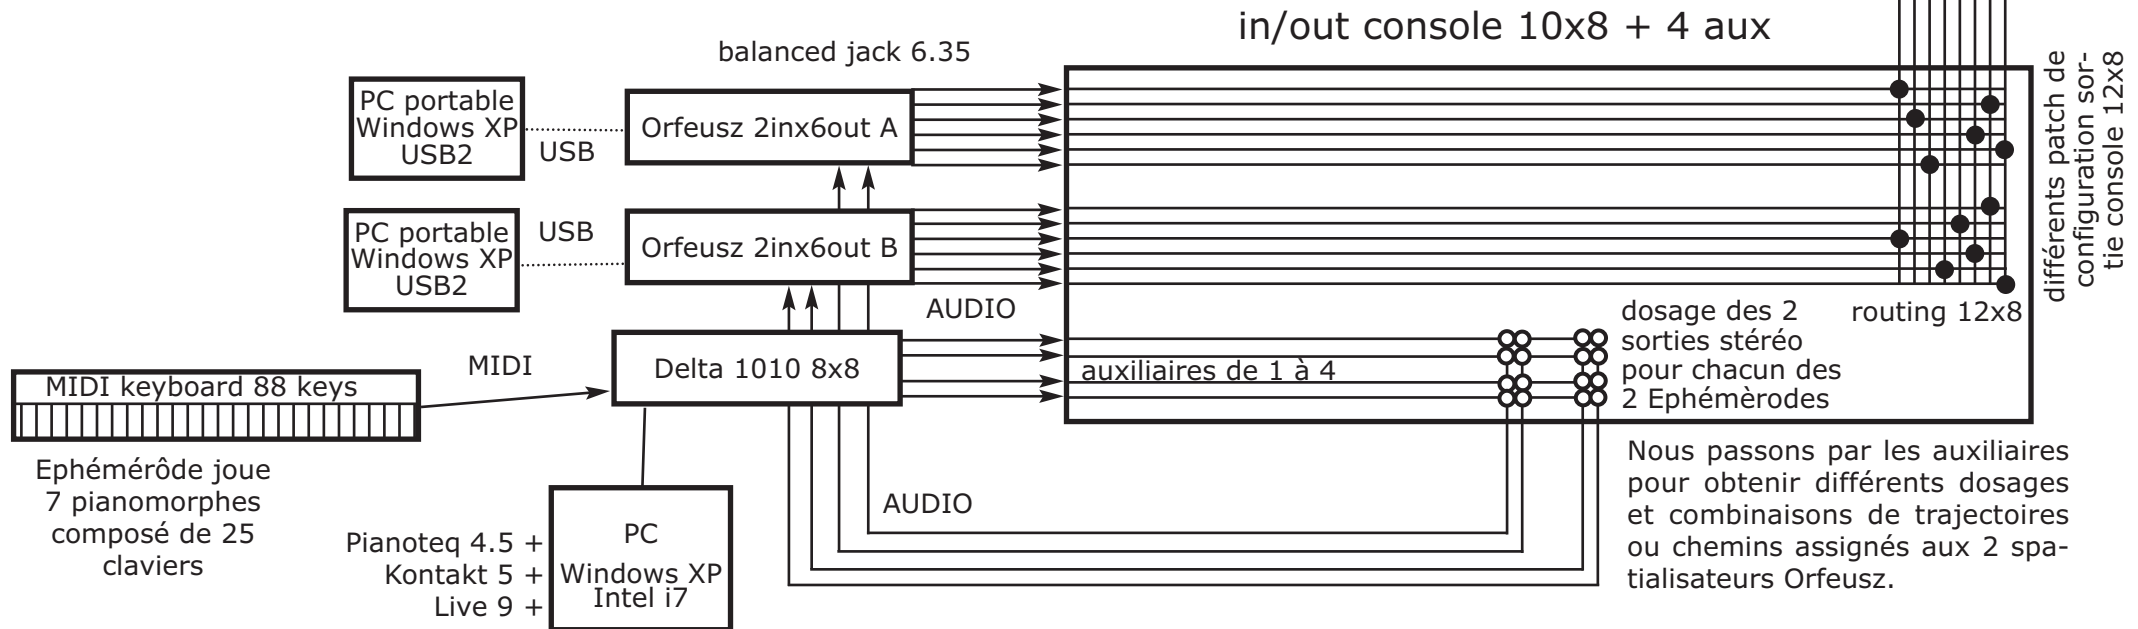 in/out console 10x8 + 4 aux
balanced jack 6.35
PC portable
Windows XP
USB2
USB
Orfeusz 2inx6out A
PC portable
Windows XP
USB2
USB
Orfeusz 2inx6out B
différents patch de
configuration sor-
tie console 12x8
routing 12x8
AUDIO
MIDI
Delta 1010 8x8
auxiliaires de 1 à 4
dosage des 2
sorties stéréo
pour chacun des
2 Ephémèrodes
MIDI keyboard 88 keys
Ephémérôde joue
7 pianomorphes
composé de 25
claviers
Pianoteq 4.5 +
Kontakt 5 +
Live 9 +
PC
Windows XP
Intel i7
AUDIO
Nous passons par les auxiliaires
pour obtenir différents dosages
et combinaisons de trajectoires
ou chemins assignés aux 2 spa-
tialisateurs Orfeusz.